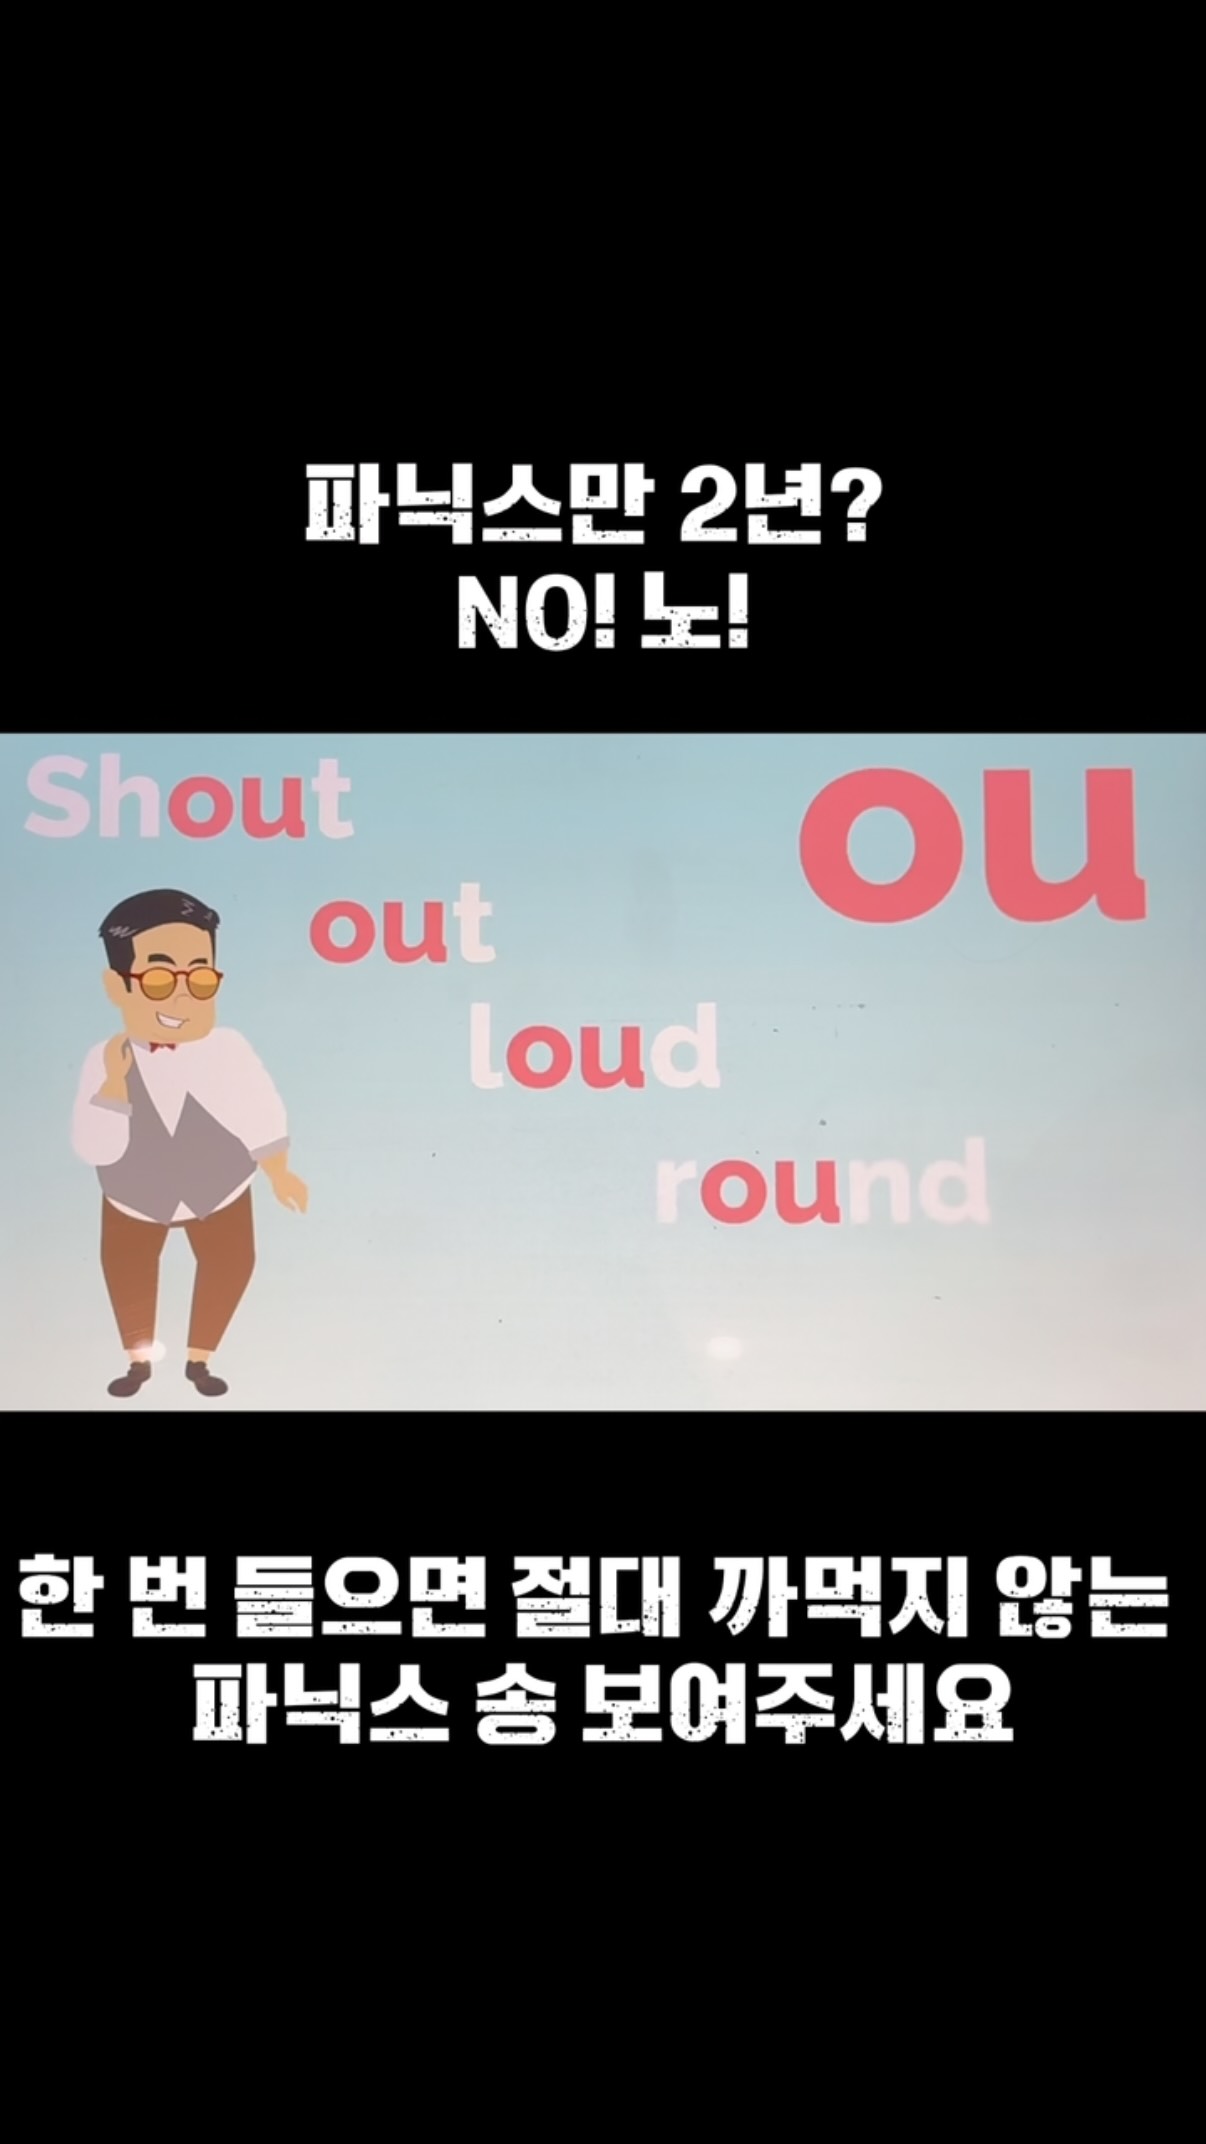 파닉스만 2년?
NO! 노!
Shout
ou
out
loud
round
한 번 들으면 절대 까먹지 않는
파닉스 송 보여주세요